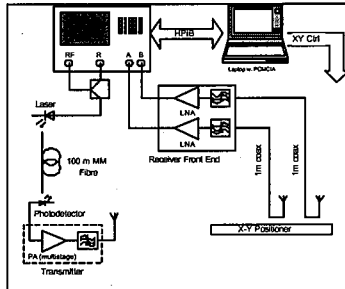 HPIB
XY Ctrl
RF R A B
Laptop w. PCMCIA
Laser
LNA
LNA
Receiver Front End
100 m MM
Fibre
1m coax
1m coax
Photodetector
X-Y Positioner
PA (multistage)
Transmitter